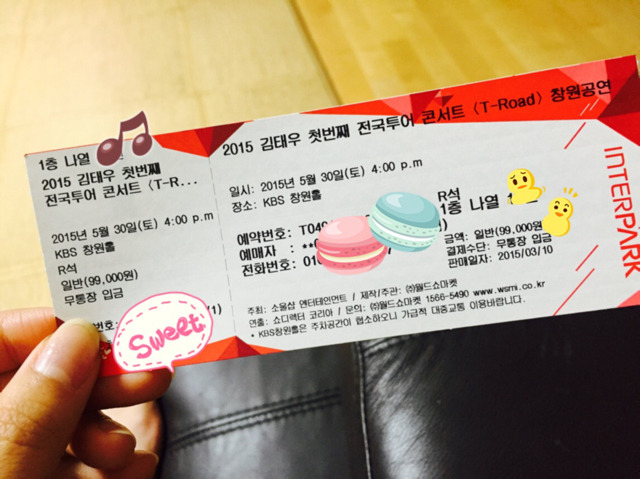 1층 나열
2015 김태우 첫번째
전국투어 콘서트 〈T-R...
2015년 5월 30일(토) 4:00 p.m
KBS 창원홀
R석
일반(99,000원)
무통장 입금
1)
Sweet
2015 김태우 첫번째 전국투어 콘서트 〈T-Road〉 창원공연
일시: 2015년 5월 30일(토) 4:00 p.m
장소: KBS 창원홀
예약번호: T04
예매자 : **
전화번호: 01
R석
1층 나열
금액: 일반(99,000원)
결제수단: 무통장 입금
판매일자: 2015/03/10
주최: 소울샵 엔터테인먼트 / 제작/주관: ㈜월드쇼마켓
연출: 쇼디렉터 코리아 / 문의: ㈜월드쇼마켓 1566-5490 www.wsmi.co.kr
* KBS창원홀은 주차공간이 협소하오니 가급적 대중교통 이용바랍니다.
INTERPARK